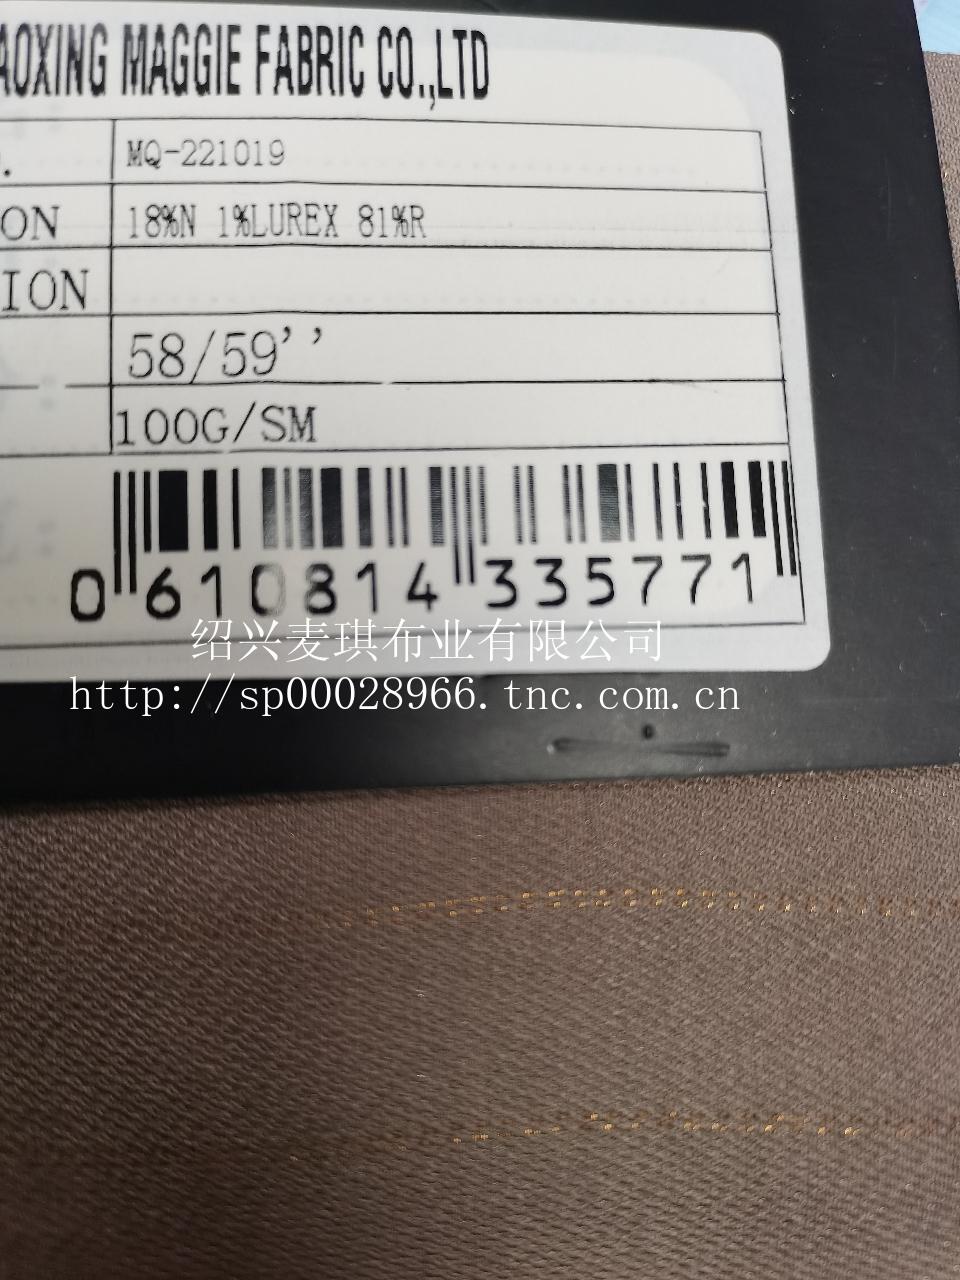 AOXING MAGGIE FABRIC CO.,LTD
. MQ-221019
ON 18%N 1%LUREX 81%R
ION
58/59''
100G/SM
0 610814 335771
绍兴麦琪布业有限公司
http://sp00028966.tnc.com.cn